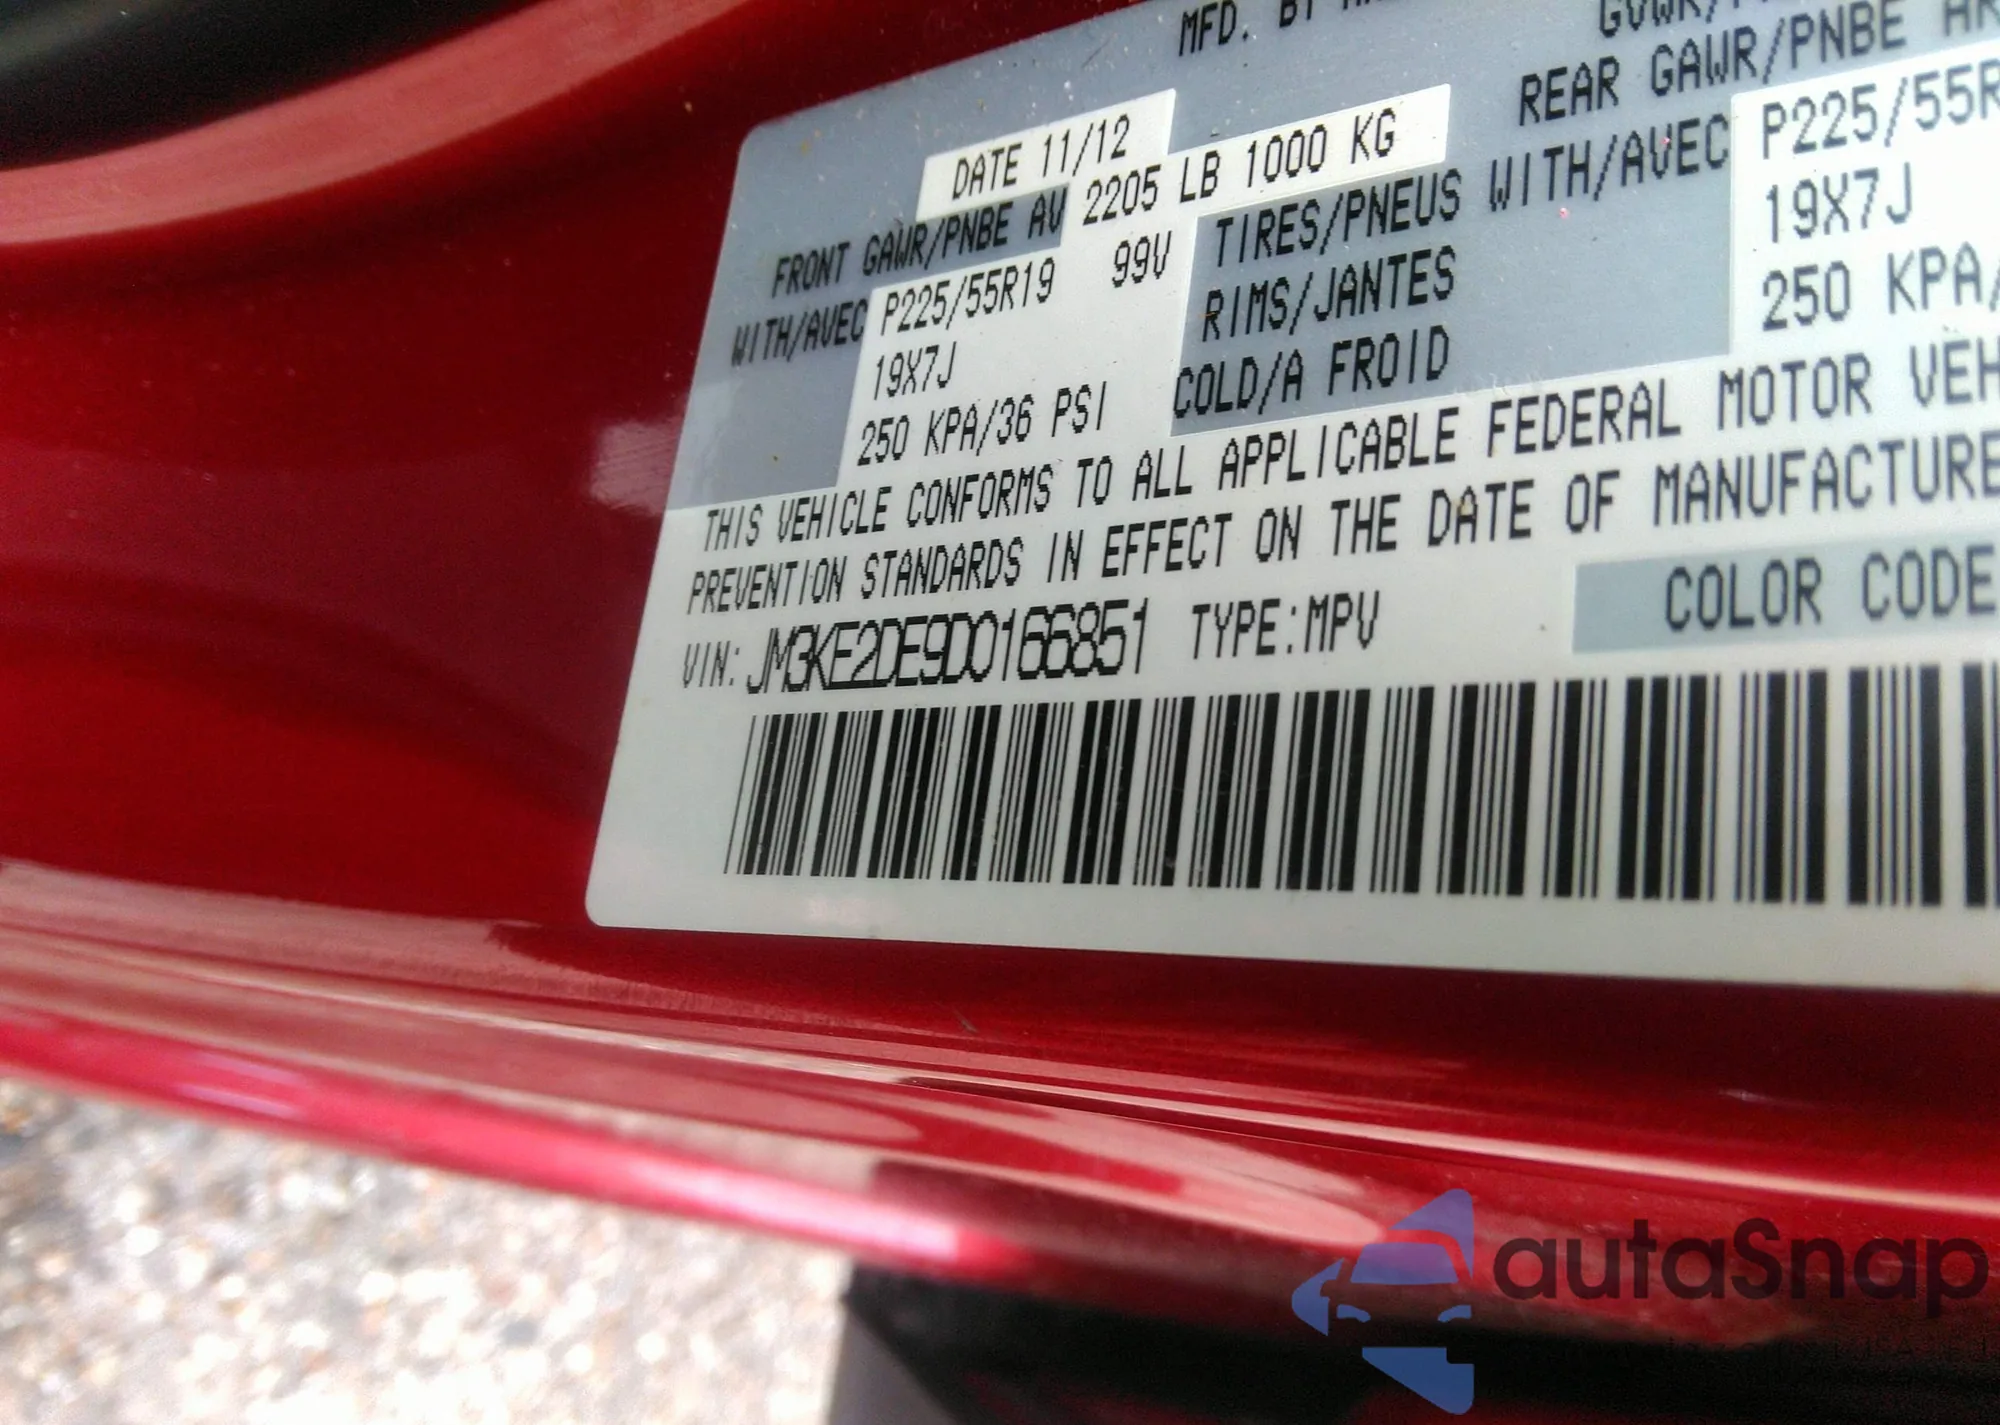 MFD. BY
GVWR/
DATE 11/12
REAR GAWR/PNBE AR
FRONT GAWR/PNBE AV 2205 LB 1000 KG
WITH/AVEC P225/55R19 99V TIRES/PNEUS WITH/AVEC P225/55R
19X7J RIMS/JANTES 19X7J
250 KPA/36 PSI COLD/A FROID 250 KPA/
THIS VEHICLE CONFORMS TO ALL APPLICABLE FEDERAL MOTOR VEH
PREVENTION STANDARDS IN EFFECT ON THE DATE OF MANUFACTURE
VIN: JM3KE2DE9D0166851 TYPE:MPV COLOR CODE
autaSnap